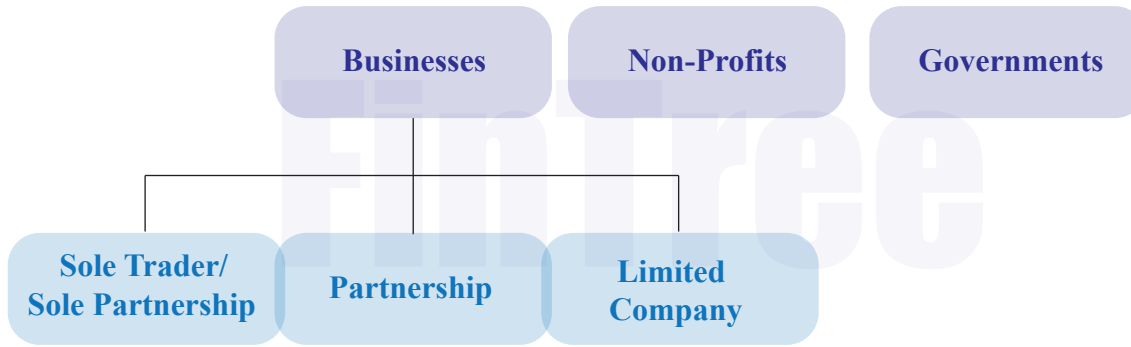 Businesses
Non-Profits
Governments
FinTree
Sole Trader/
Sole Partnership
Partnership
Limited
Company